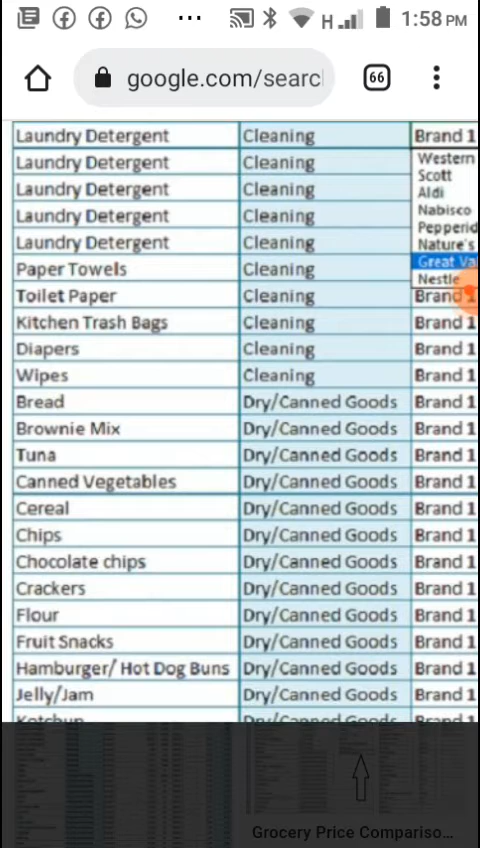 H 1:58 PM
google.com/searc 66
Laundry Detergent Cleaning Brand 1
Laundry Detergent Cleaning Western
Scott
Laundry Detergent Cleaning Aldi
Laundry Detergent Cleaning Nabisco
Pepperid
Laundry Detergent Cleaning Nature's
Paper Towels Cleaning Great Va
Nestle
Toilet Paper Cleaning Brand 1
Kitchen Trash Bags Cleaning Brand 1
Diapers Cleaning Brand 1
Wipes Cleaning Brand 1
Bread Dry/Canned Goods Brand 1
Brownie Mix Dry/Canned Goods Brand 1
Tuna Dry/Canned Goods Brand 1
Canned Vegetables Dry/Canned Goods Brand 1
Cereal Dry/Canned Goods Brand 1
Chips Dry/Canned Goods Brand 1
Chocolate chips Dry/Canned Goods Brand 1
Crackers Dry/Canned Goods Brand 1
Flour Dry/Canned Goods Brand 1
Fruit Snacks Dry/Canned Goods Brand 1
Hamburger/ Hot Dog Buns Dry/Canned Goods Brand 1
Jelly/Jam Dry/Canned Goods Brand 1
Ketchup Dry/Canned Goods Brand 1
Grocery Price Compariso...